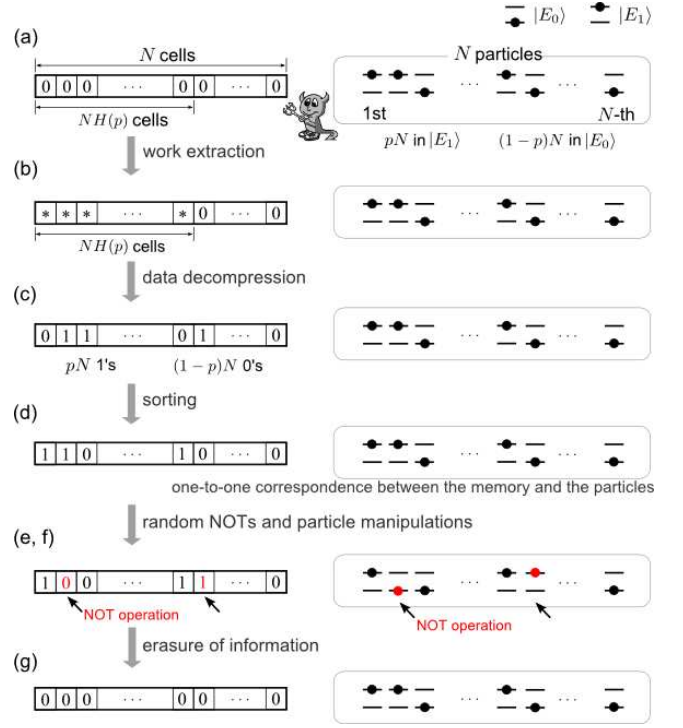 |E₀⟩ |E₁⟩
(a)
N cells
N particles
0 0 0 ··· 0 0 ··· 0
··· ···
NH(p) cells
1st
N-th
pN in |E₁⟩ (1 − p)N in |E₀⟩
work extraction
(b)
* * * ··· * 0 ··· 0
··· ···
NH(p) cells
data decompression
(c)
0 1 1 ··· 0 1 ··· 0
··· ···
pN 1's (1 − p)N 0's
sorting
(d)
1 1 0 ··· 1 0 ··· 0
··· ···
one-to-one correspondence between the memory and the particles
random NOTs and particle manipulations
(e, f)
1 0 0 ··· 1 1 ··· 0
··· ···
NOT operation
NOT operation
erasure of information
(g)
0 0 0 ··· 0 0 ··· 0
··· ···